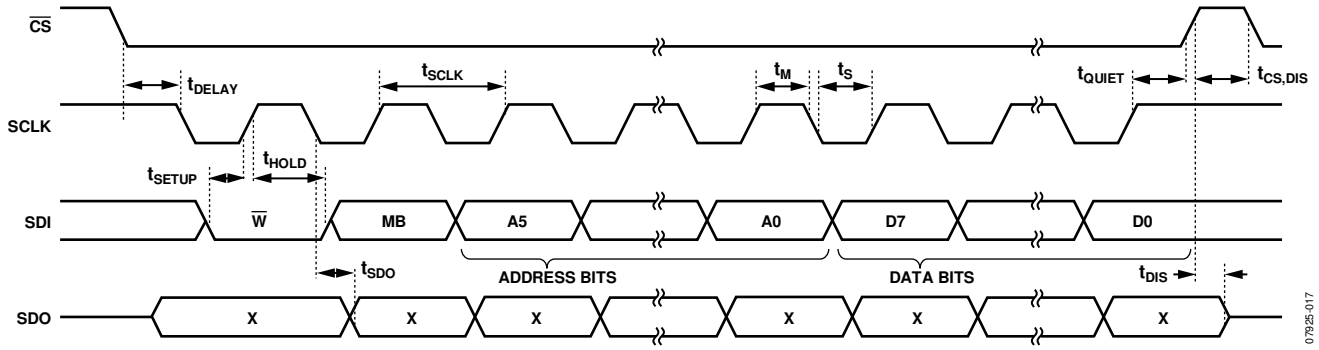 CS
tDELAY
tSCLK
tM
tS
tQUIET
tCS,DIS
SCLK
tSETUP
tHOLD
SDI
W
MB
A5
A0
D7
D0
tSDO
ADDRESS BITS
DATA BITS
tDIS
SDO
X
X
X
X
X
X
07925-017